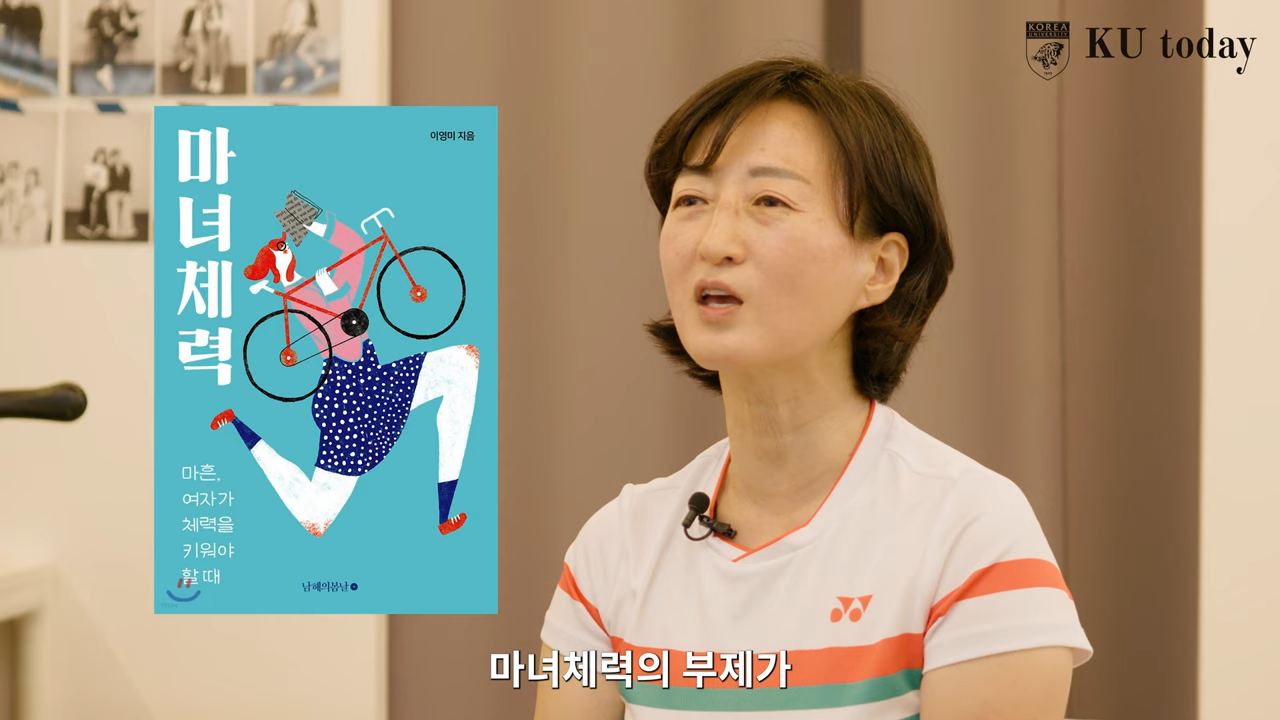 KOREA
UNIVERSITY
1905
KU today
이영미 지음
마녀체력
마흔,
여자가
체력을
키워야
할 때
남해의봄날
YES24
마녀체력의 부제가